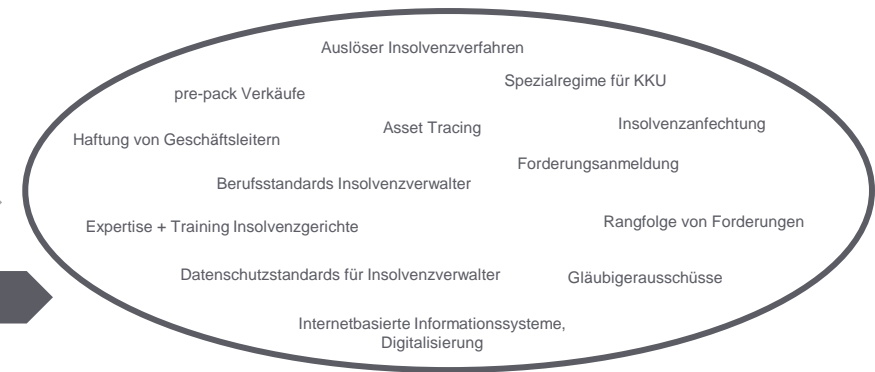 Auslöser Insolvenzverfahren
Spezialregime für KKU
pre-pack Verkäufe
Asset Tracing
Insolvenzanfechtung
Haftung von Geschäftsleitern
Forderungsanmeldung
Berufsstandards Insolvenzverwalter
Rangfolge von Forderungen
Expertise + Training Insolvenzgerichte
Datenschutzstandards für Insolvenzverwalter
Gläubigerausschüsse
Internetbasierte Informationssysteme,
Digitalisierung